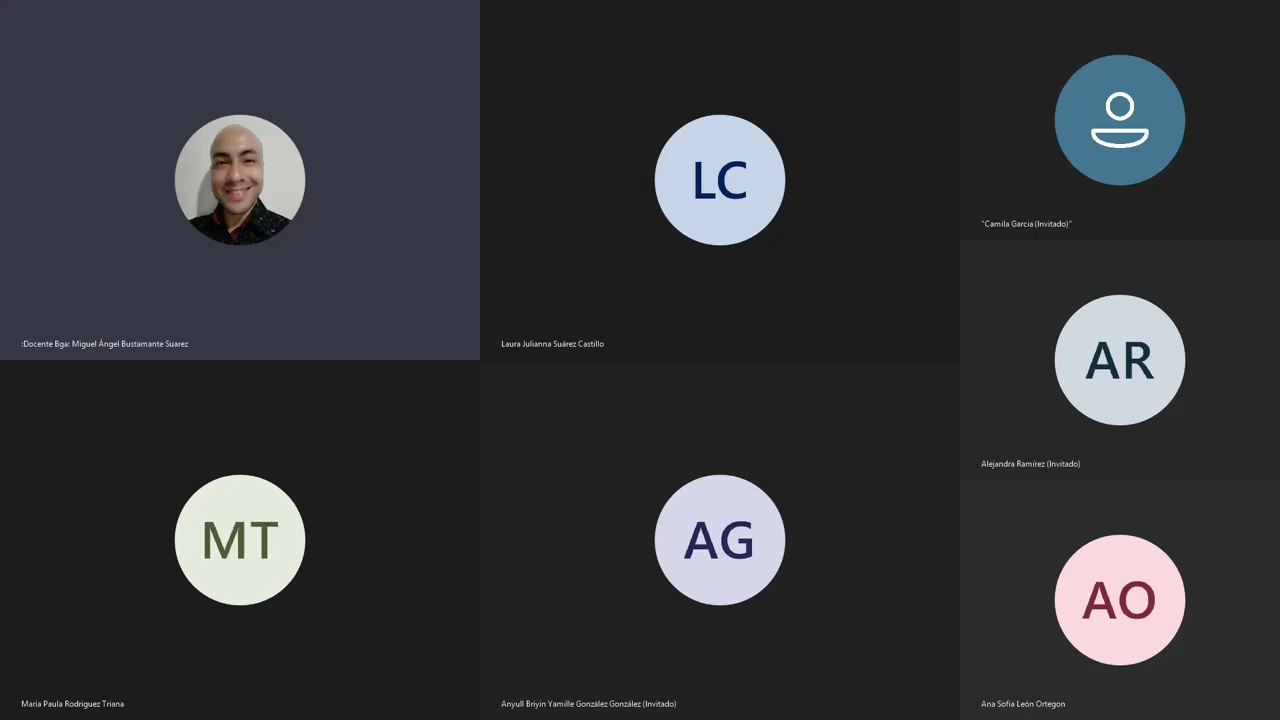 :Docente Bga: Miguel Ángel Bustamante Suarez
LC
Laura Julianna Suárez Castillo
"Camila Garcia (Invitado)"
AR
Alejandra Ramírez (Invitado)
MT
Maria Paula Rodriguez Triana
AG
Anyull Briyin Yamille González González (Invitado)
AO
Ana Sofia León Ortegon